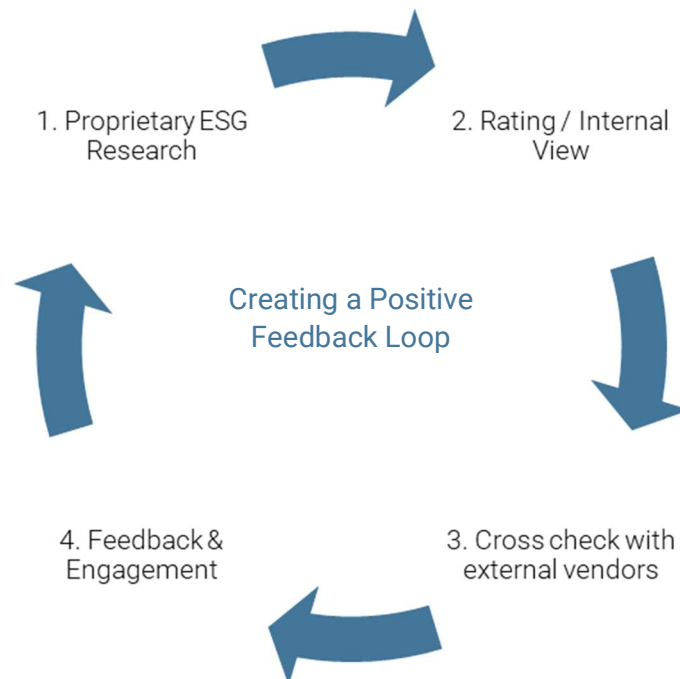 1. Proprietary ESG
Research
2. Rating / Internal
View
Creating a Positive
Feedback Loop
4. Feedback &
Engagement
3. Cross check with
external vendors